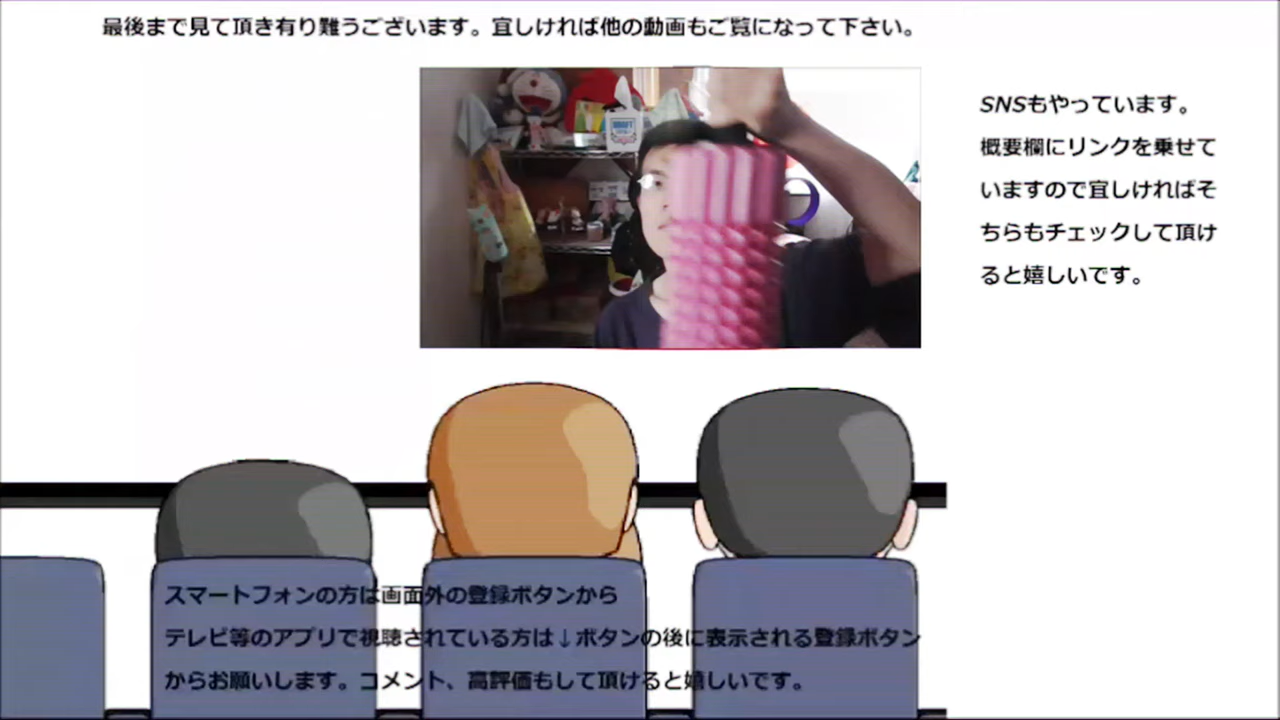 最後まで見て頂き有り難うございます。宜しければ他の動画もご覧になって下さい。
SNSもやっています。
概要欄にリンクを乗せて
いますので宜しければそ
ちらもチェックして頂け
ると嬉しいです。
スマートフォンの方は画面外の登録ボタンから
テレビ等のアプリで視聴されている方は↓ボタンの後に表示される登録ボタン
からお願いします。コメント、高評価もして頂けると嬉しいです。